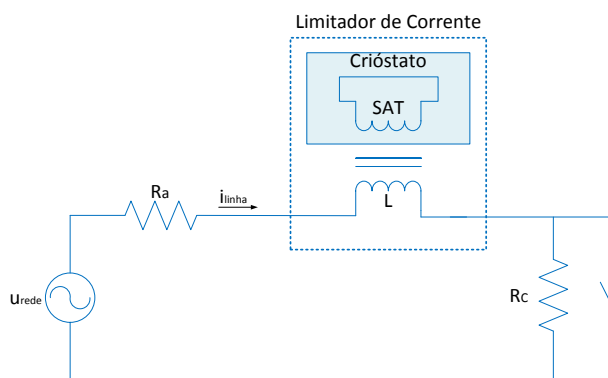 Limitador de Corrente
Crióstato
SAT
Ra
ilinha
L
urede
Rc